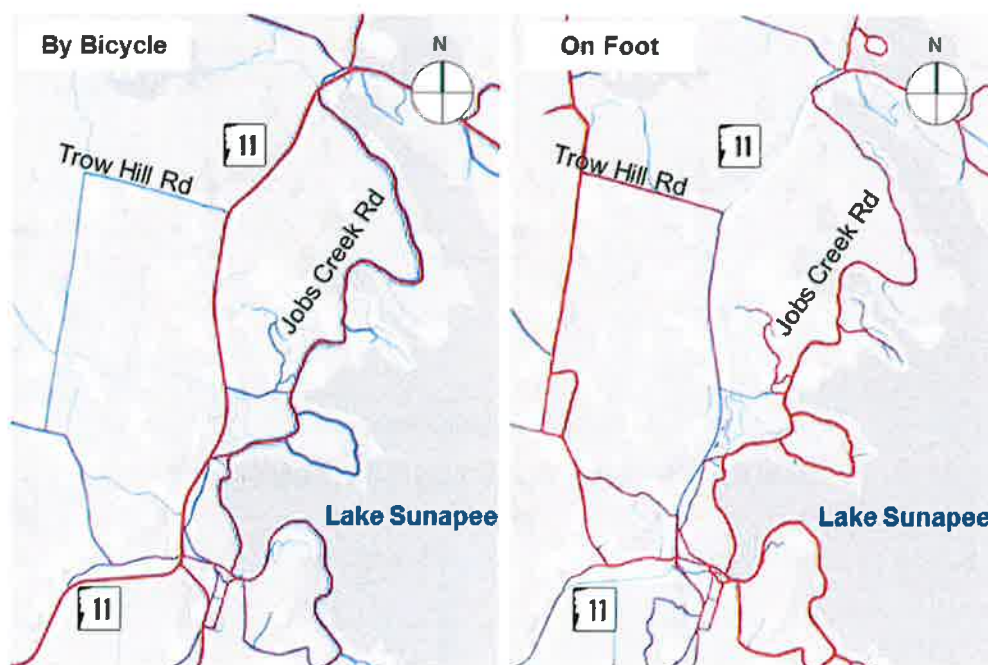 By Bicycle
N
11
Trow Hill Rd
Jobs Creek Rd
Lake Sunapee
11
On Foot
N
11
Trow Hill Rd
Jobs Creek Rd
Lake Sunapee
11